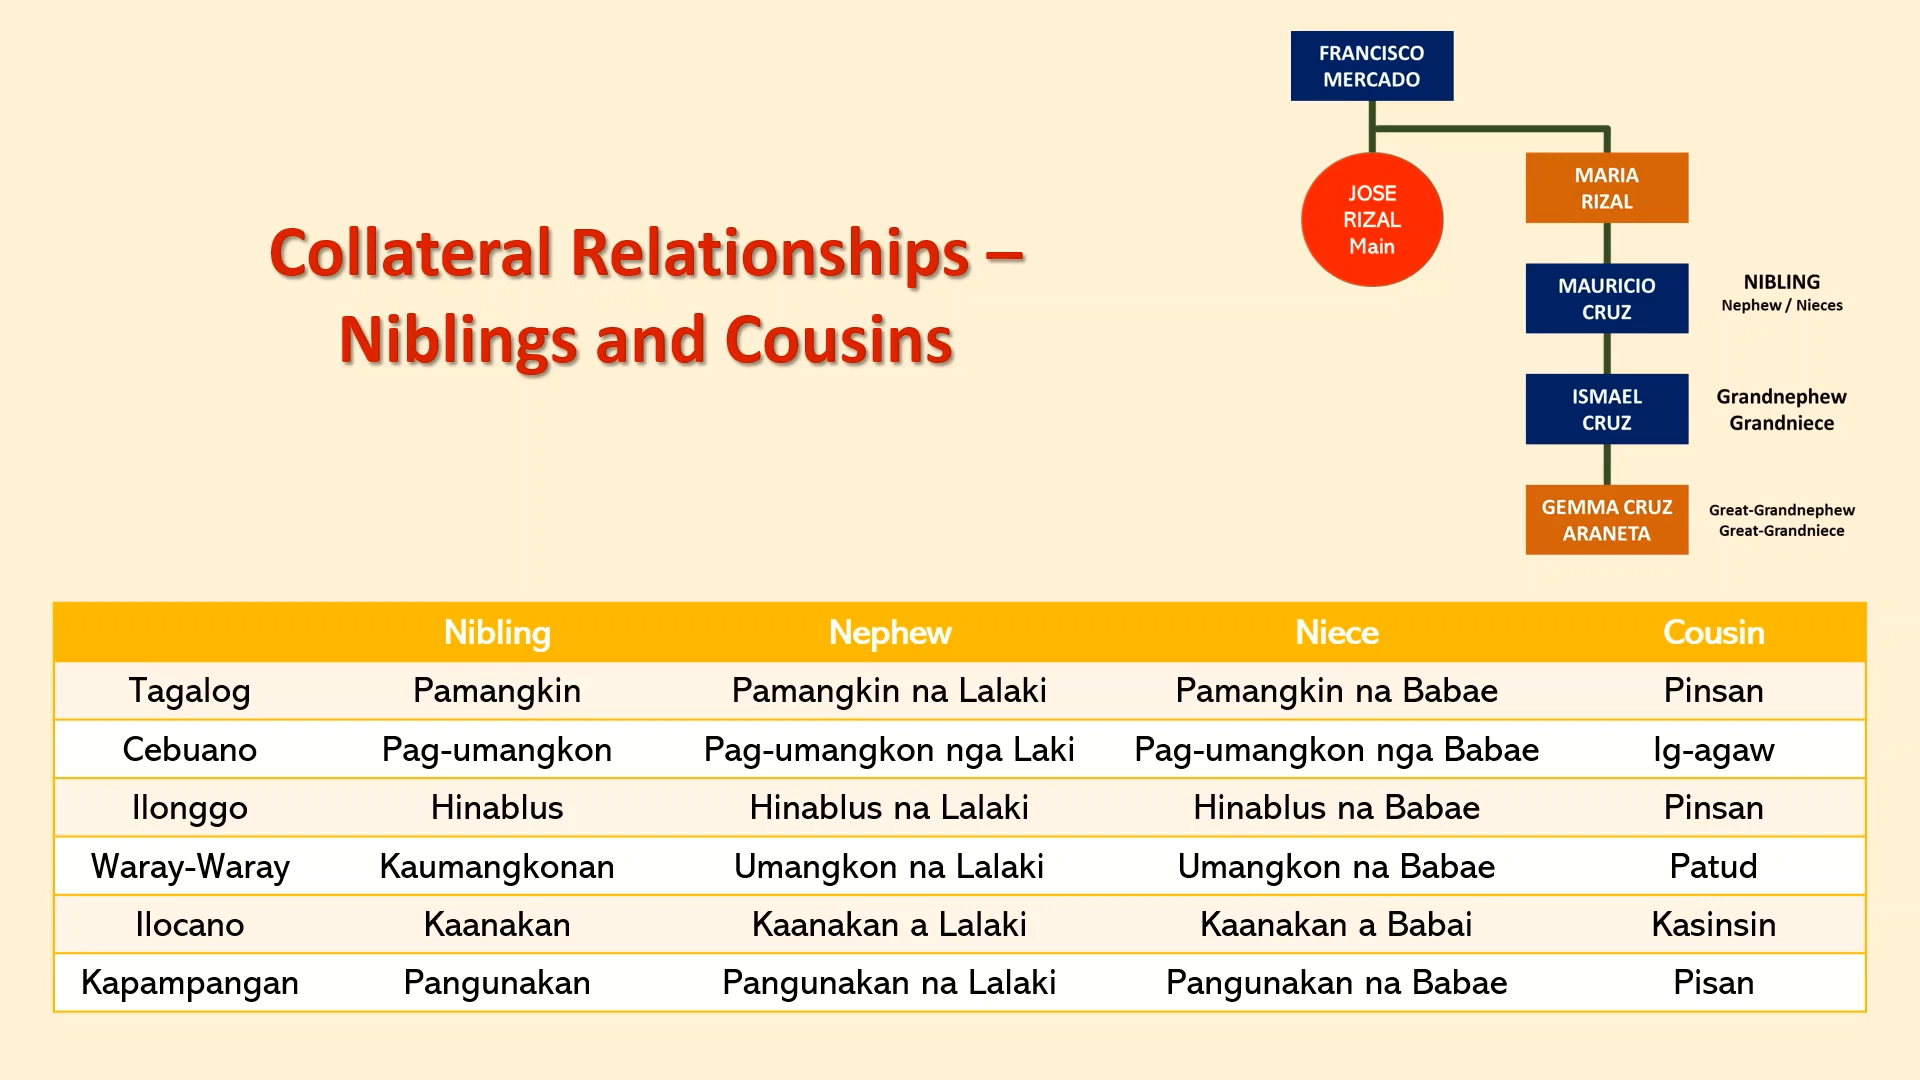 FRANCISCO
MERCADO
JOSE
RIZAL
Main
MARIA
RIZAL
Collateral Relationships –
Niblings and Cousins
MAURICIO
CRUZ
NIBLING
Nephew / Nieces
ISMAEL
CRUZ
Grandnephew
Grandniece
GEMMA CRUZ
ARANETA
Great-Grandnephew
Great-Grandniece
Nibling Nephew Niece Cousin
Tagalog Pamangkin Pamangkin na Lalaki Pamangkin na Babae Pinsan
Cebuano Pag-umangkon Pag-umangkon nga Laki Pag-umangkon nga Babae Ig-agaw
Ilonggo Hinablus Hinablus na Lalaki Hinablus na Babae Pinsan
Waray-Waray Kaumangkonan Umangkon na Lalaki Umangkon na Babae Patud
Ilocano Kaanakan Kaanakan a Lalaki Kaanakan a Babai Kasinsin
Kapampangan Pangunakan Pangunakan na Lalaki Pangunakan na Babae Pisan